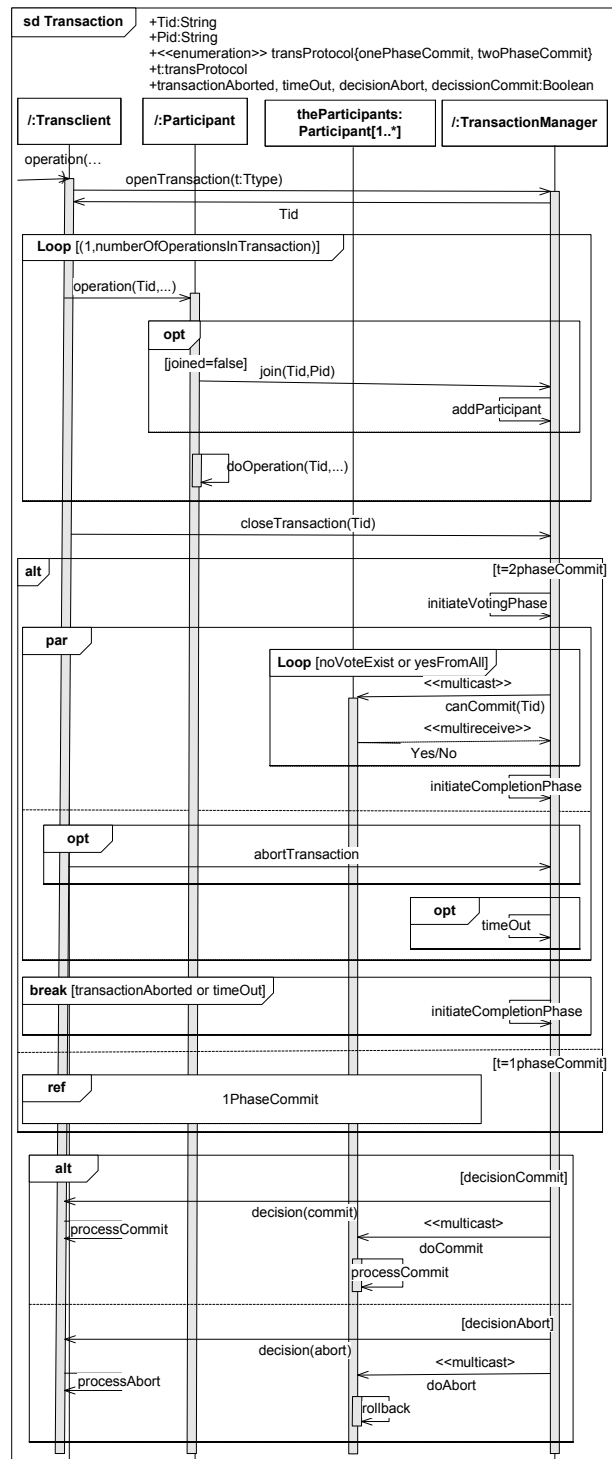 sd Transaction
+Tid:String
+Pid:String
+<<enumeration>> transProtocol{onePhaseCommit, twoPhaseCommit}
+t:transProtocol
+transactionAborted, timeOut, decisionAbort, decissionCommit:Boolean
/:Transclient
/:Participant
theParticipants:
Participant[1..*]
/:TransactionManager
operation(…
openTransaction(t:Ttype)
Tid
Loop [(1,numberOfOperationsInTransaction)]
operation(Tid,...)
opt
[joined=false]
join(Tid,Pid)
addParticipant
doOperation(Tid,...)
closeTransaction(Tid)
alt
[t=2phaseCommit]
initiateVotingPhase
par
Loop [noVoteExist or yesFromAll]
<<multicast>>
canCommit(Tid)
<<multireceive>>
Yes/No
initiateCompletionPhase
opt
abortTransaction
opt
timeOut
break [transactionAborted or timeOut]
initiateCompletionPhase
[t=1phaseCommit]
ref
1PhaseCommit
alt
[decisionCommit]
decision(commit)
<<multicast>>
processCommit
doCommit
processCommit
[decisionAbort]
decision(abort)
<<multicast>>
processAbort
doAbort
rollback